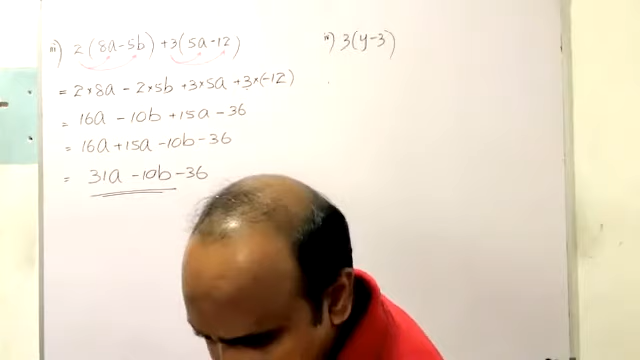 iii) 2(8a-5b) +3(5a-12)
= 2×8a - 2×5b +3×5a +3×(-12)
= 16a - 10b +15a -36
= 16a+15a -10b -36
= 31a -10b -36
iv) 3(y-3)